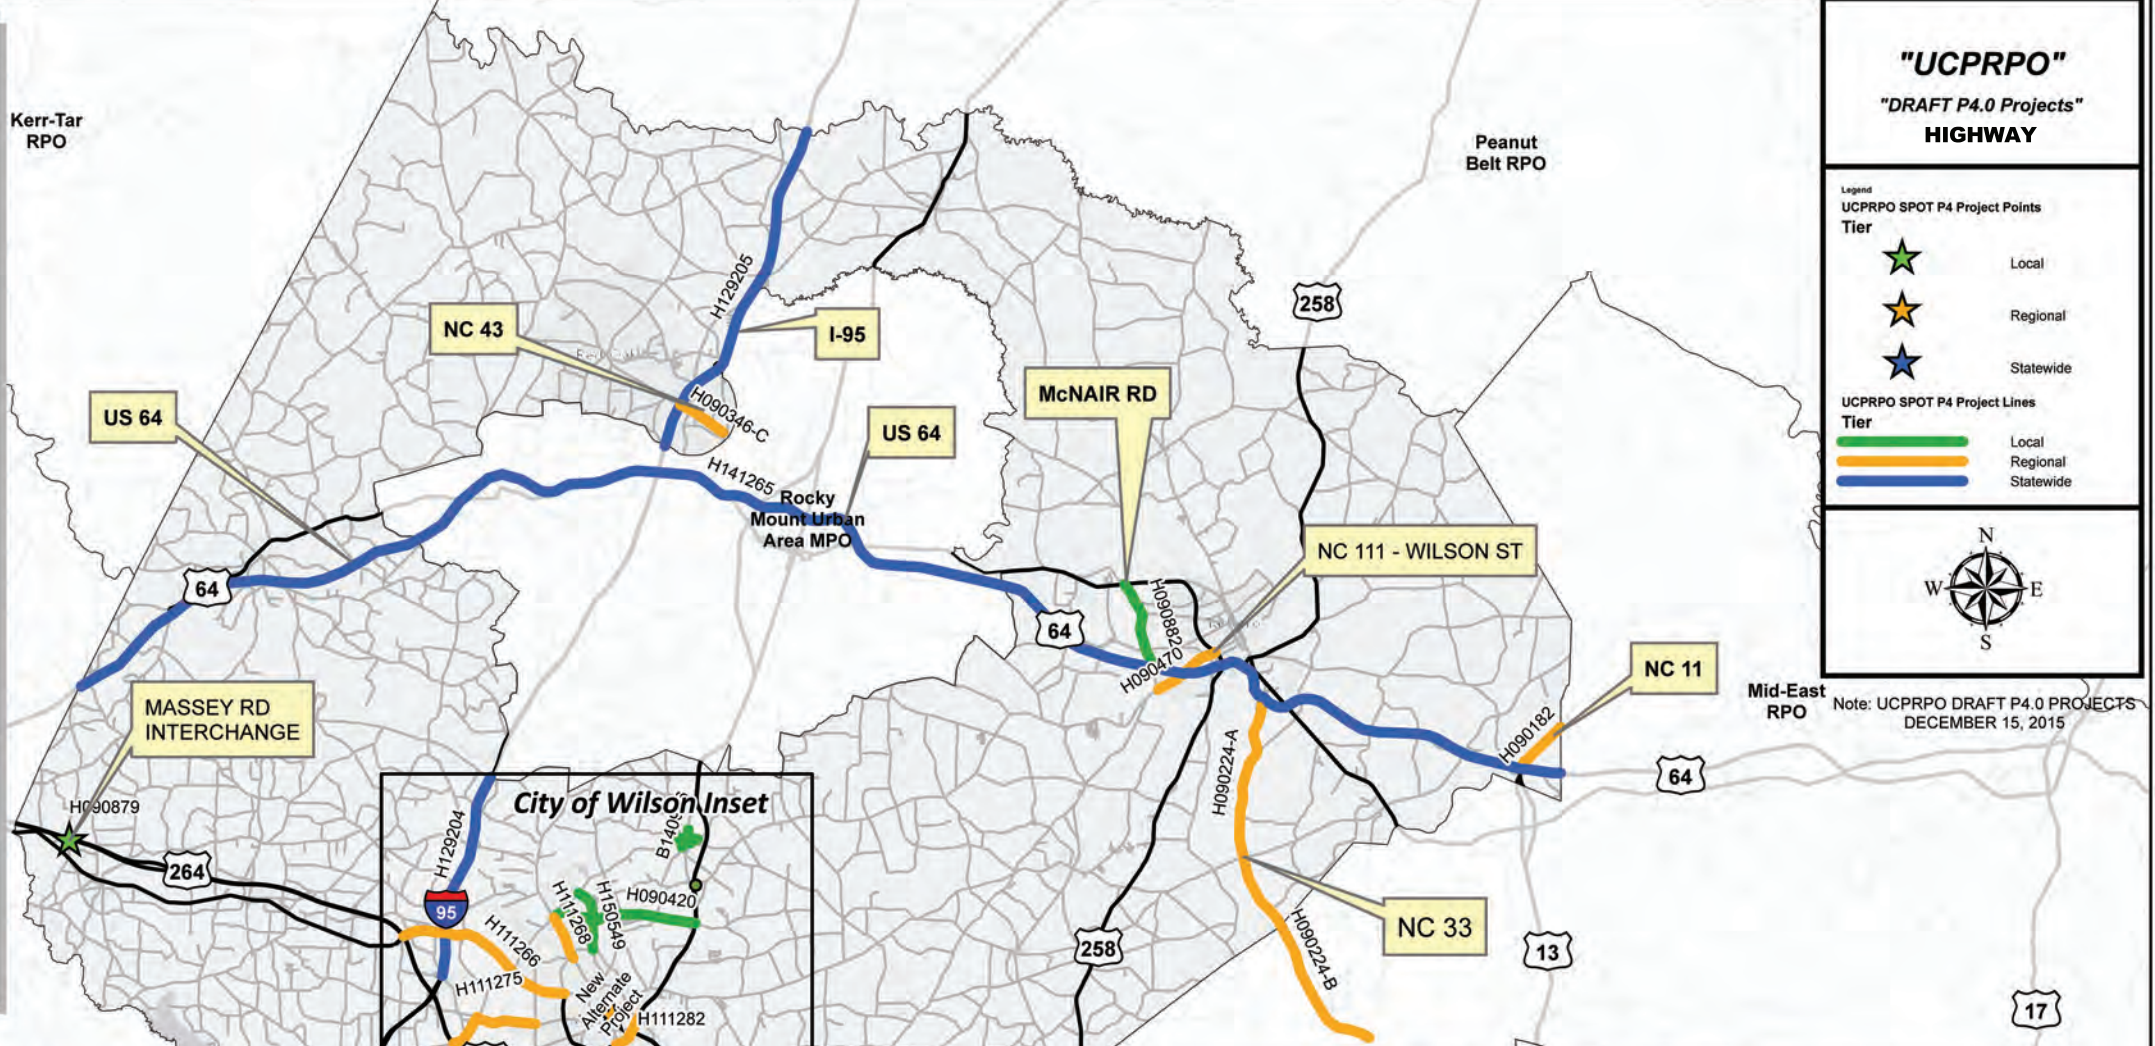 "UCPRPO"
"DRAFT P4.0 Projects"
HIGHWAY
Legend
UCPRPO SPOT P4 Project Points
Tier
Local
Regional
Statewide
UCPRPO SPOT P4 Project Lines
Tier
Local
Regional
Statewide
N
W
E
S
Note: UCPRPO DRAFT P4.0 PROJECTS
DECEMBER 15, 2015
Kerr-Tar
RPO
Peanut
Belt RPO
H129205
258
NC 43
I-95
H090346-C
US 64
McNAIR RD
US 64
H141265
Rocky
Mount Urban
Area MPO
NC 111 - WILSON ST
64
H090882
64
H090470
NC 11
Mid-East
RPO
MASSEY RD
INTERCHANGE
H090182
H090224-A
64
H090879
City of Wilson Inset
H129204
264
95
H111268
H150549
H090420
H111266
258
NC 33
H090224-B
13
H111275
New
Alternate
Project
H111282
17